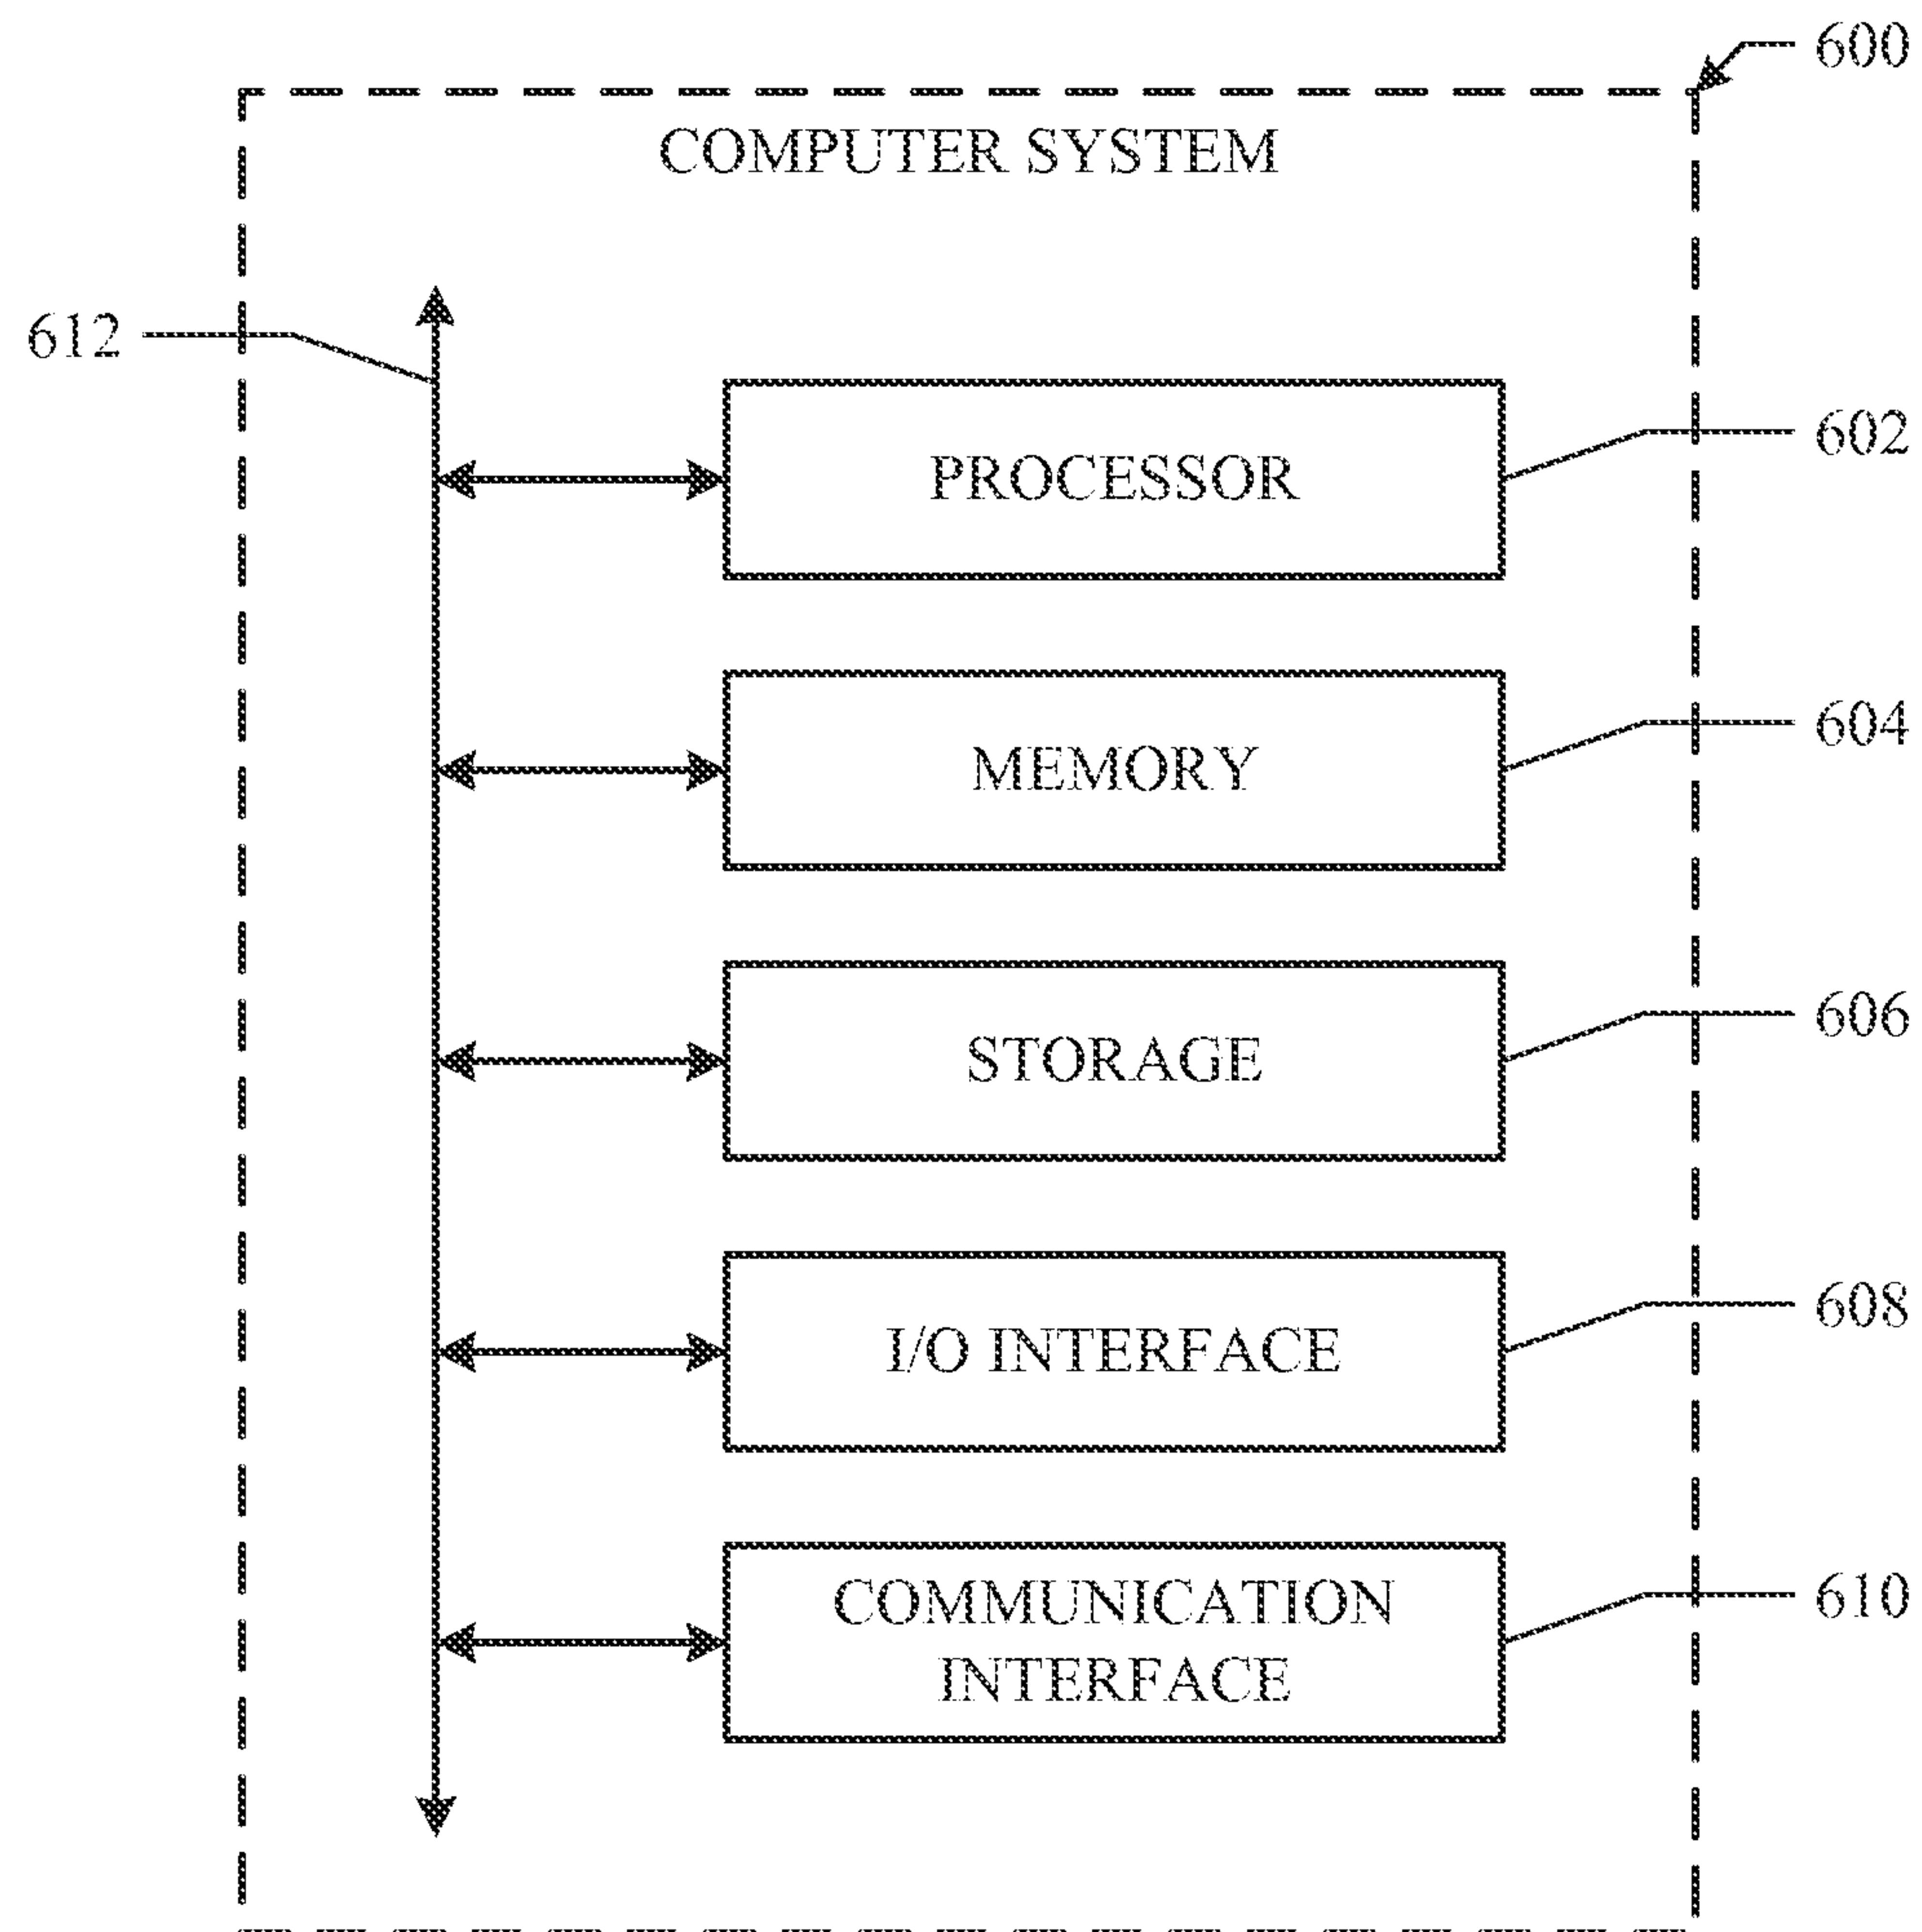 600
COMPUTER SYSTEM
612
PROCESSOR
602
MEMORY
604
STORAGE
606
I/O INTERFACE
608
COMMUNICATION
INTERFACE
610